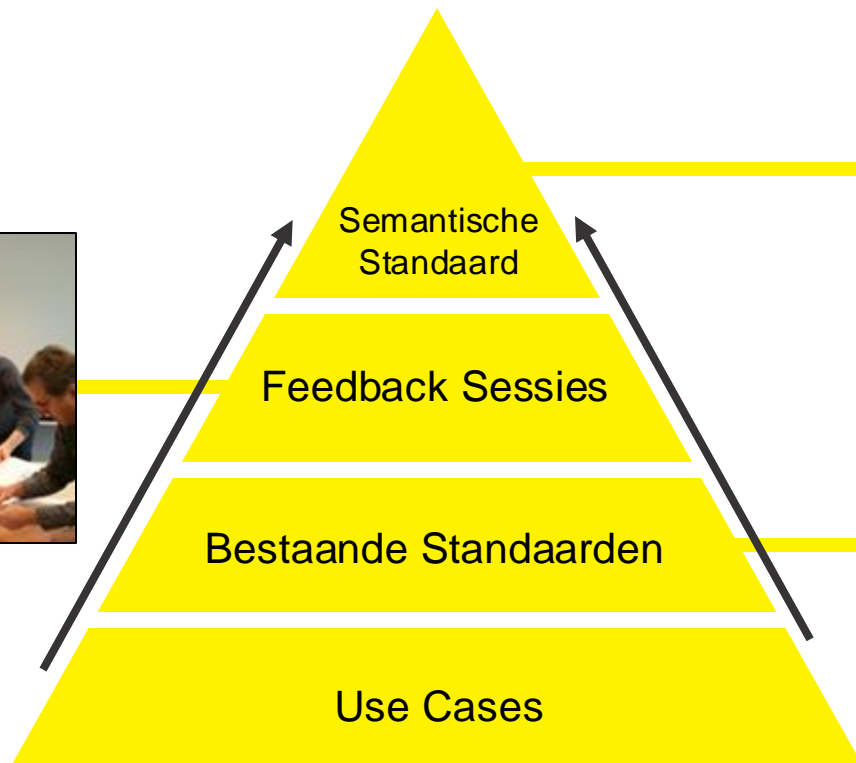 Semantische
Standaard
Feedback Sessies
Bestaande Standaarden
Use Cases